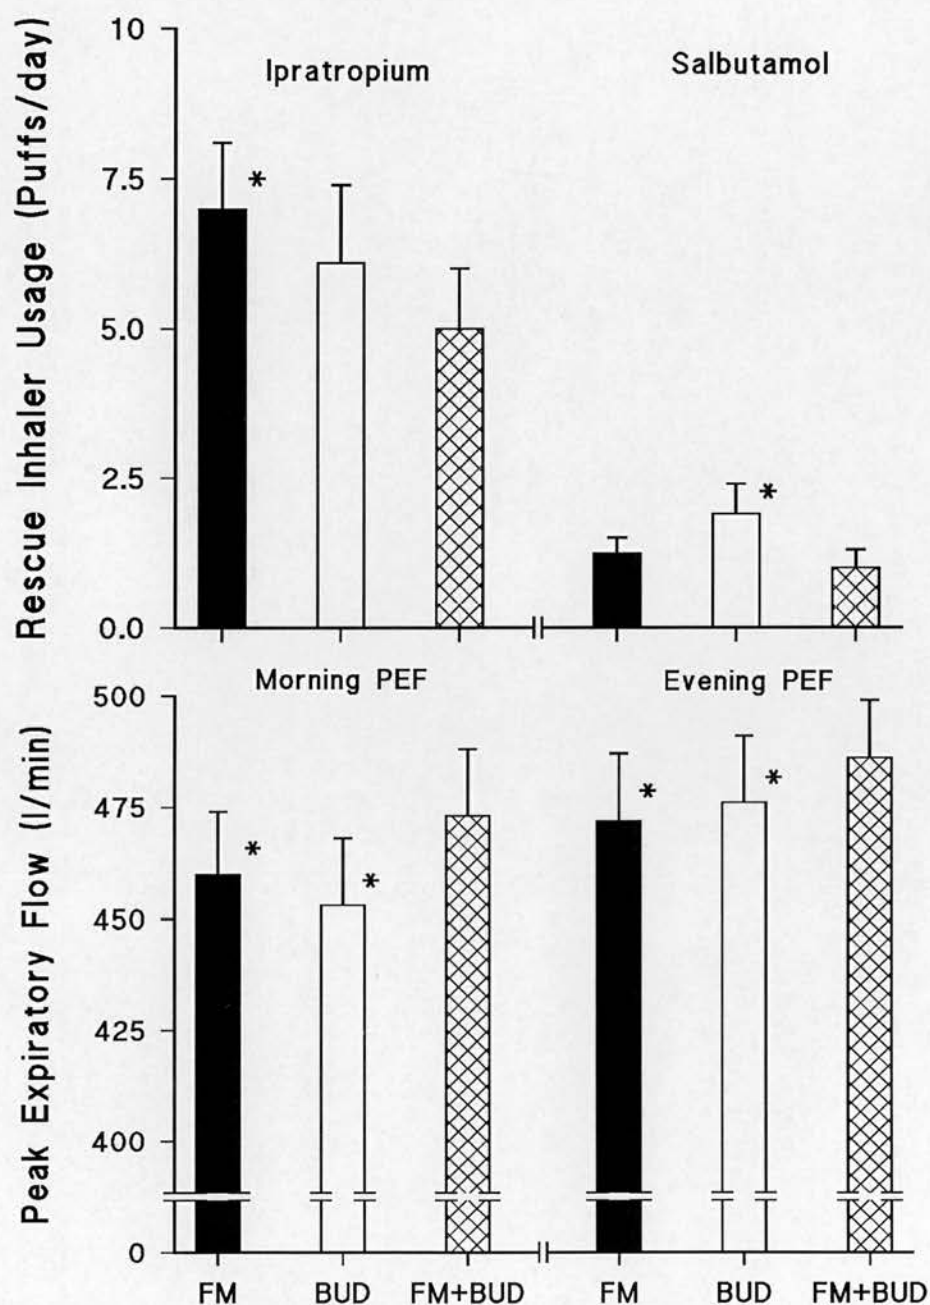 Rescue Inhaler Usage (Puffs/day)
10
7.5
5.0
2.5
0.0
Ipratropium
Salbutamol
*
*
Peak Expiratory Flow (l/min)
500
475
450
425
400
0
Morning PEF
Evening PEF
*
*
*
*
FM BUD FM+BUD FM BUD FM+BUD